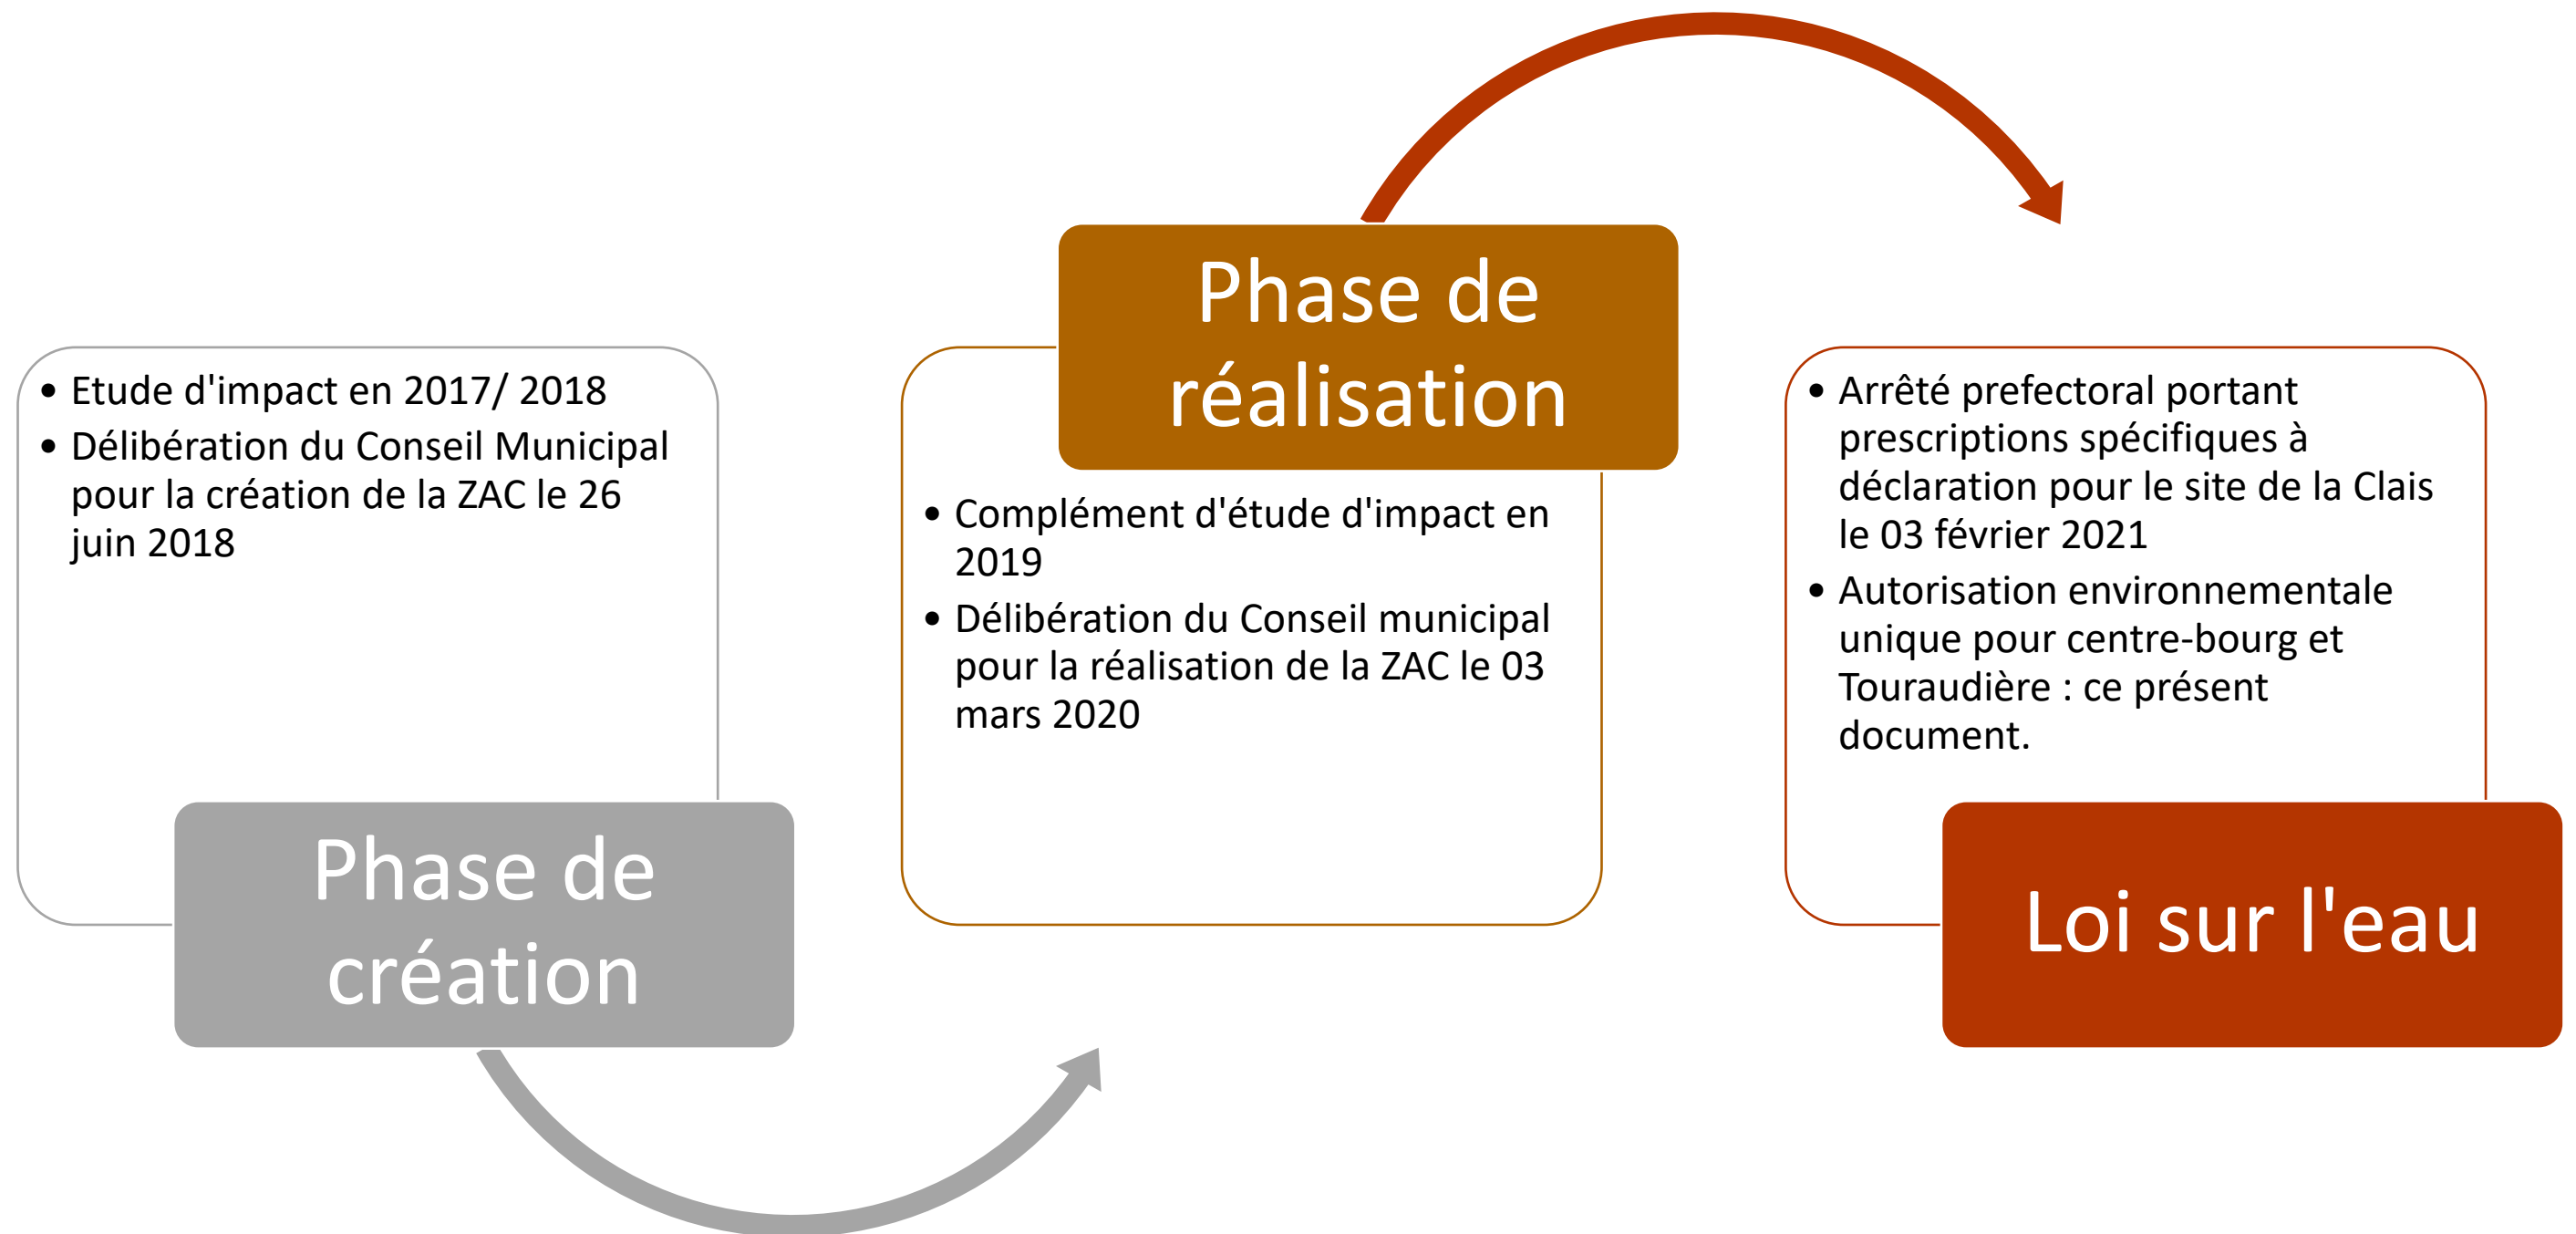 • Etude d'impact en 2017/ 2018
• Délibération du Conseil Municipal
pour la création de la ZAC le 26
juin 2018
Phase de
création
Phase de
réalisation
• Complément d'étude d'impact en
2019
• Délibération du Conseil municipal
pour la réalisation de la ZAC le 03
mars 2020
• Arrêté prefectoral portant
prescriptions spécifiques à
déclaration pour le site de la Clais
le 03 février 2021
• Autorisation environnementale
unique pour centre-bourg et
Touraudière : ce présent
document.
Loi sur l'eau